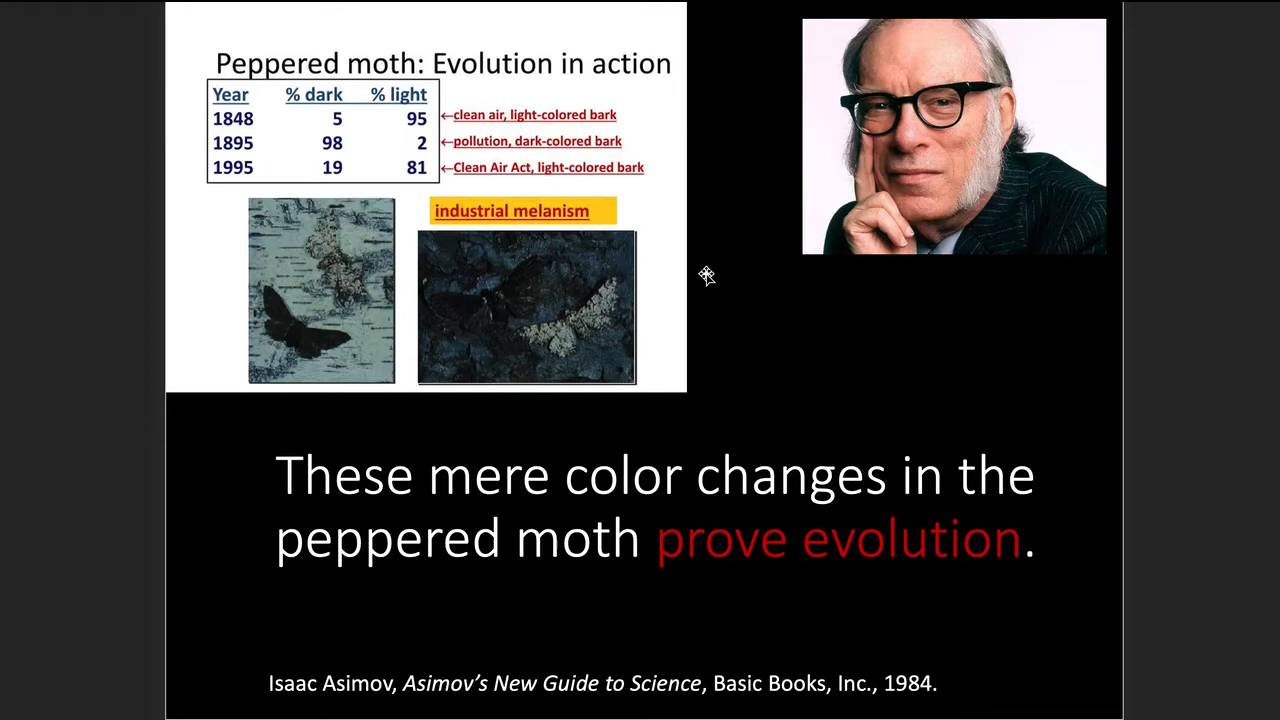 Peppered moth: Evolution in action
Year % dark % light
1848 5 95 ←clean air, light-colored bark
1895 98 2 ←pollution, dark-colored bark
1995 19 81 ←Clean Air Act, light-colored bark
industrial melanism
These mere color changes in the
peppered moth prove evolution.
Isaac Asimov, Asimov’s New Guide to Science, Basic Books, Inc., 1984.